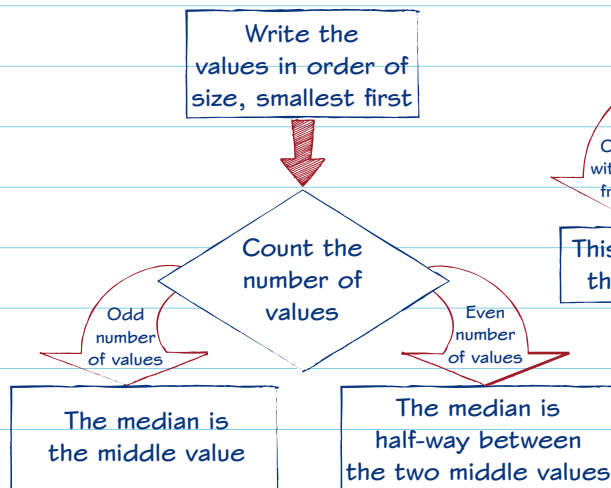 Write the
values in order of
size, smallest first
Count the
number of
values
Odd
number
of values
Even
number
of values
The median is
the middle value
The median is
half-way between
the two middle values